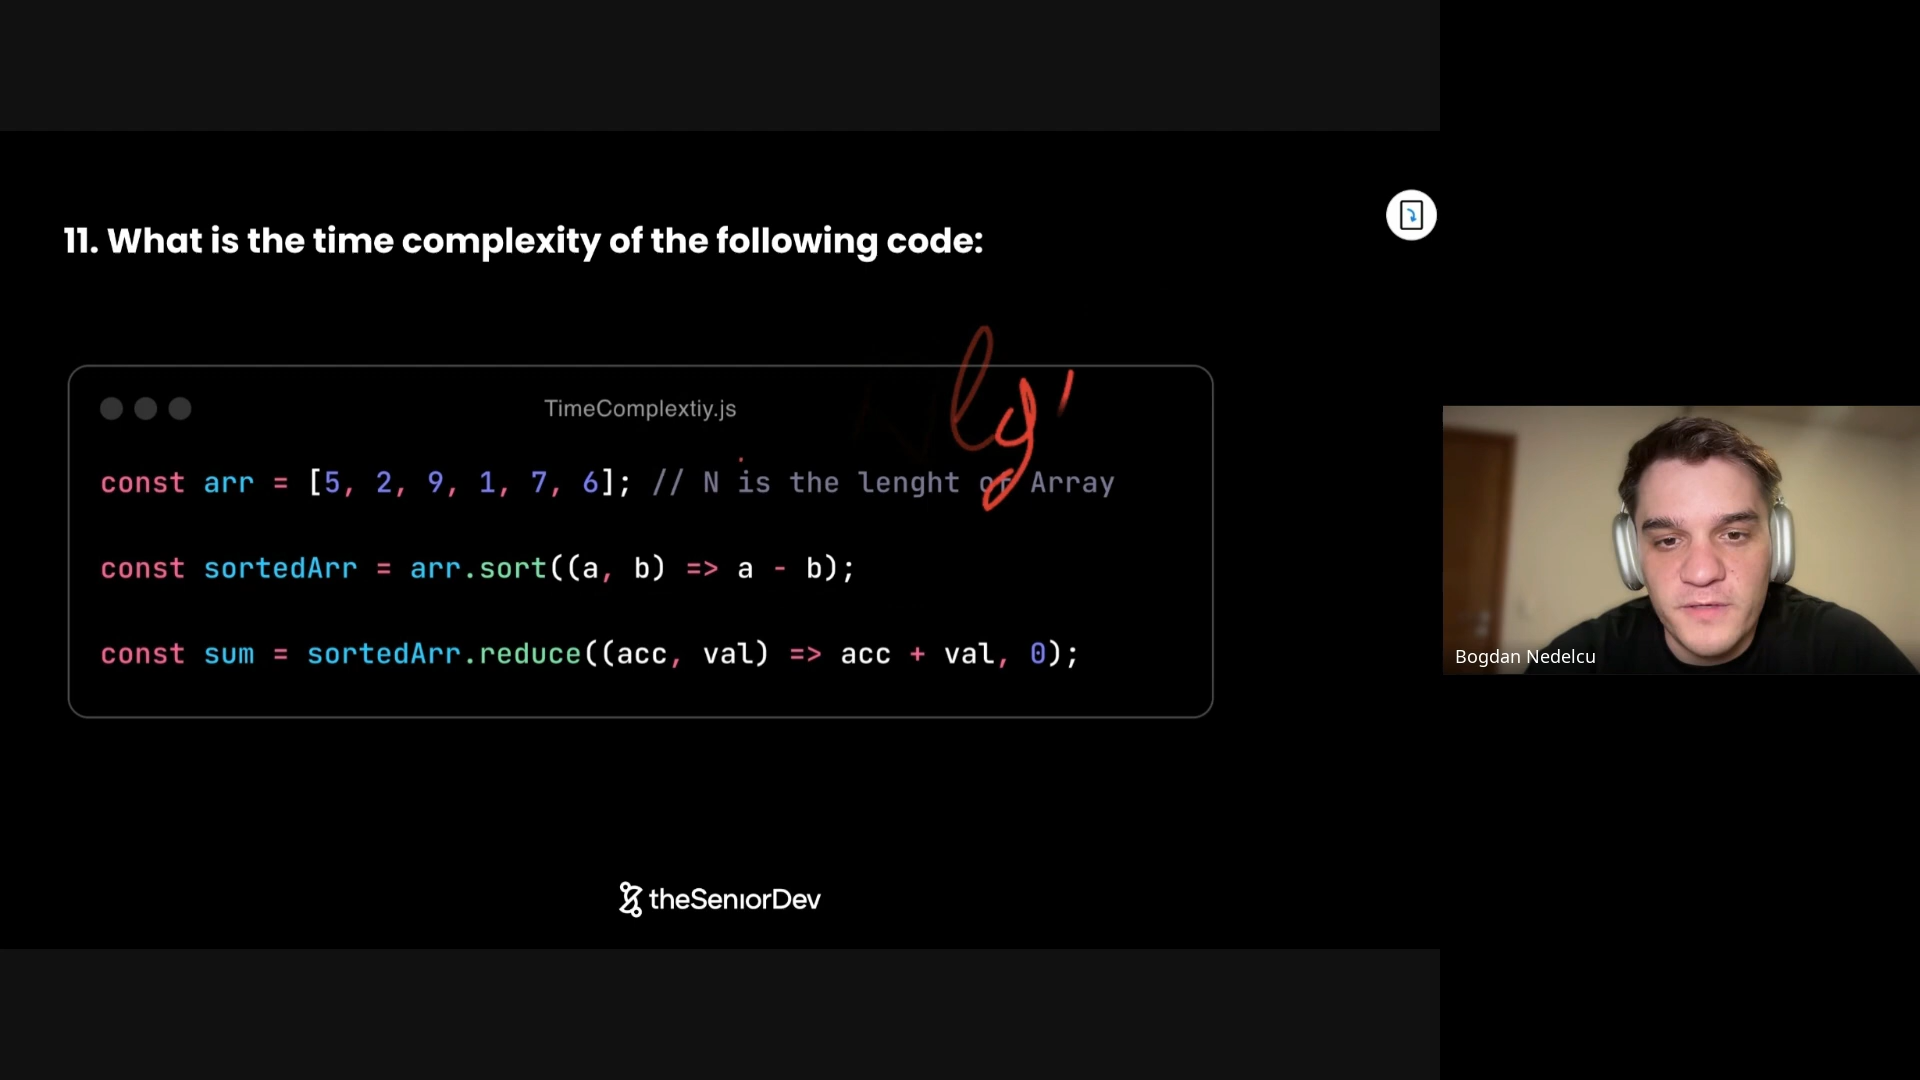 11. What is the time complexity of the following code:
TimeComplextiy.js
const arr = [5, 2, 9, 1, 7, 6]; // N is the lenght of Array
const sortedArr = arr.sort((a, b) => a - b);
const sum = sortedArr.reduce((acc, val) => acc + val, 0);
theSeniorDev
Bogdan Nedelcu